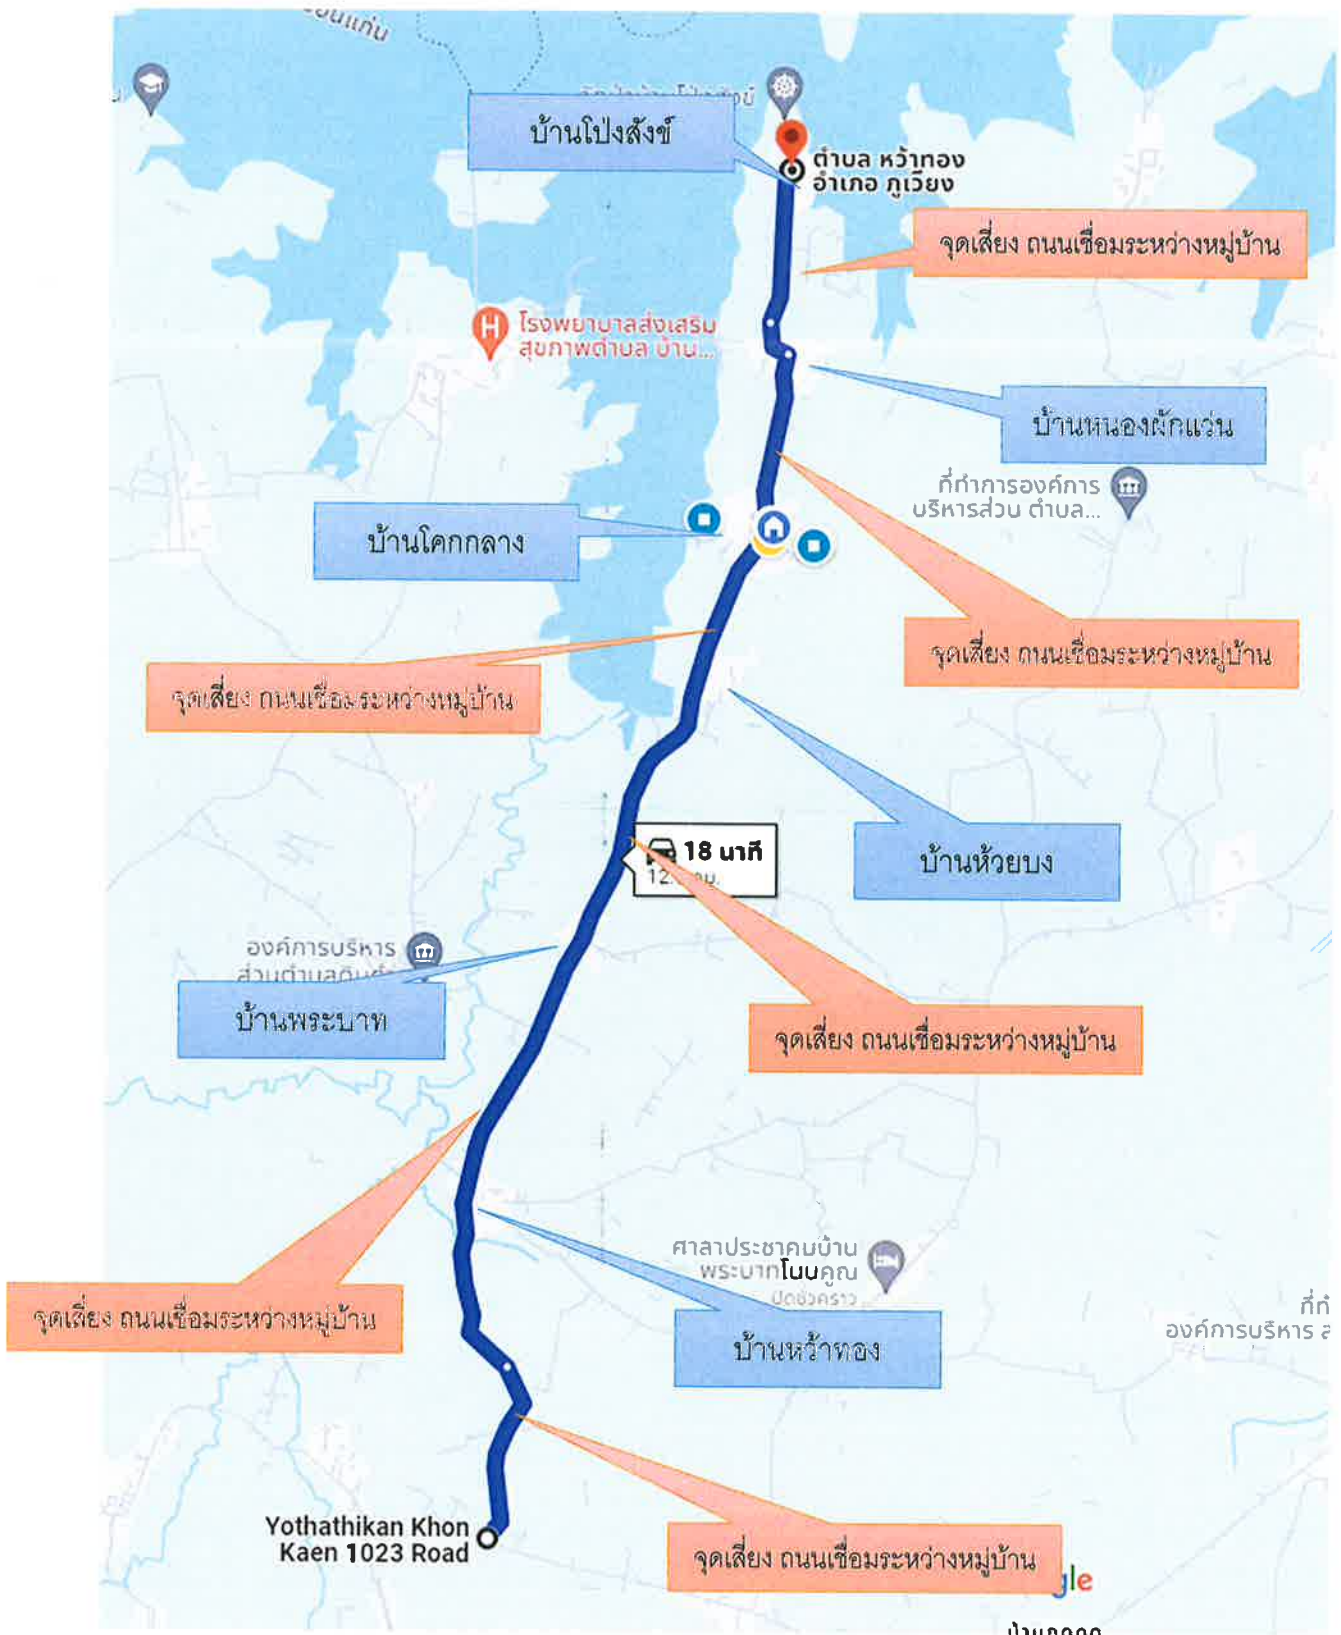 บ้านโป่งสังข์
ตำบล หว้าทอง
อำเภอ ภูเวียง
จุดเสี่ยง ถนนเชื่อมระหว่างหมู่บ้าน
H
โรงพยาบาลส่งเสริม
สุขภาพตำบล บ้าน...
บ้านหนองผักแว่น
ที่ทำการองค์การ
บริหารส่วน ตำบล...
บ้านโคกกลาง
จุดเสี่ยง ถนนเชื่อมระหว่างหมู่บ้าน
จุดเสี่ยง ถนนเชื่อมระหว่างหมู่บ้าน
18 นาที
บ้านห้วยบง
องค์การบริหาร
บ้านพระบาท
จุดเสี่ยง ถนนเชื่อมระหว่างหมู่บ้าน
ศาลาประชาคมบ้าน
พระบาทโนนคูณ
ปิดชั่วคราว
จุดเสี่ยง ถนนเชื่อมระหว่างหมู่บ้าน
บ้านหว้าทอง
องค์การบริหาร
Yothathikan Khon
Kaen 1023 Road
จุดเสี่ยง ถนนเชื่อมระหว่างหมู่บ้าน
gle